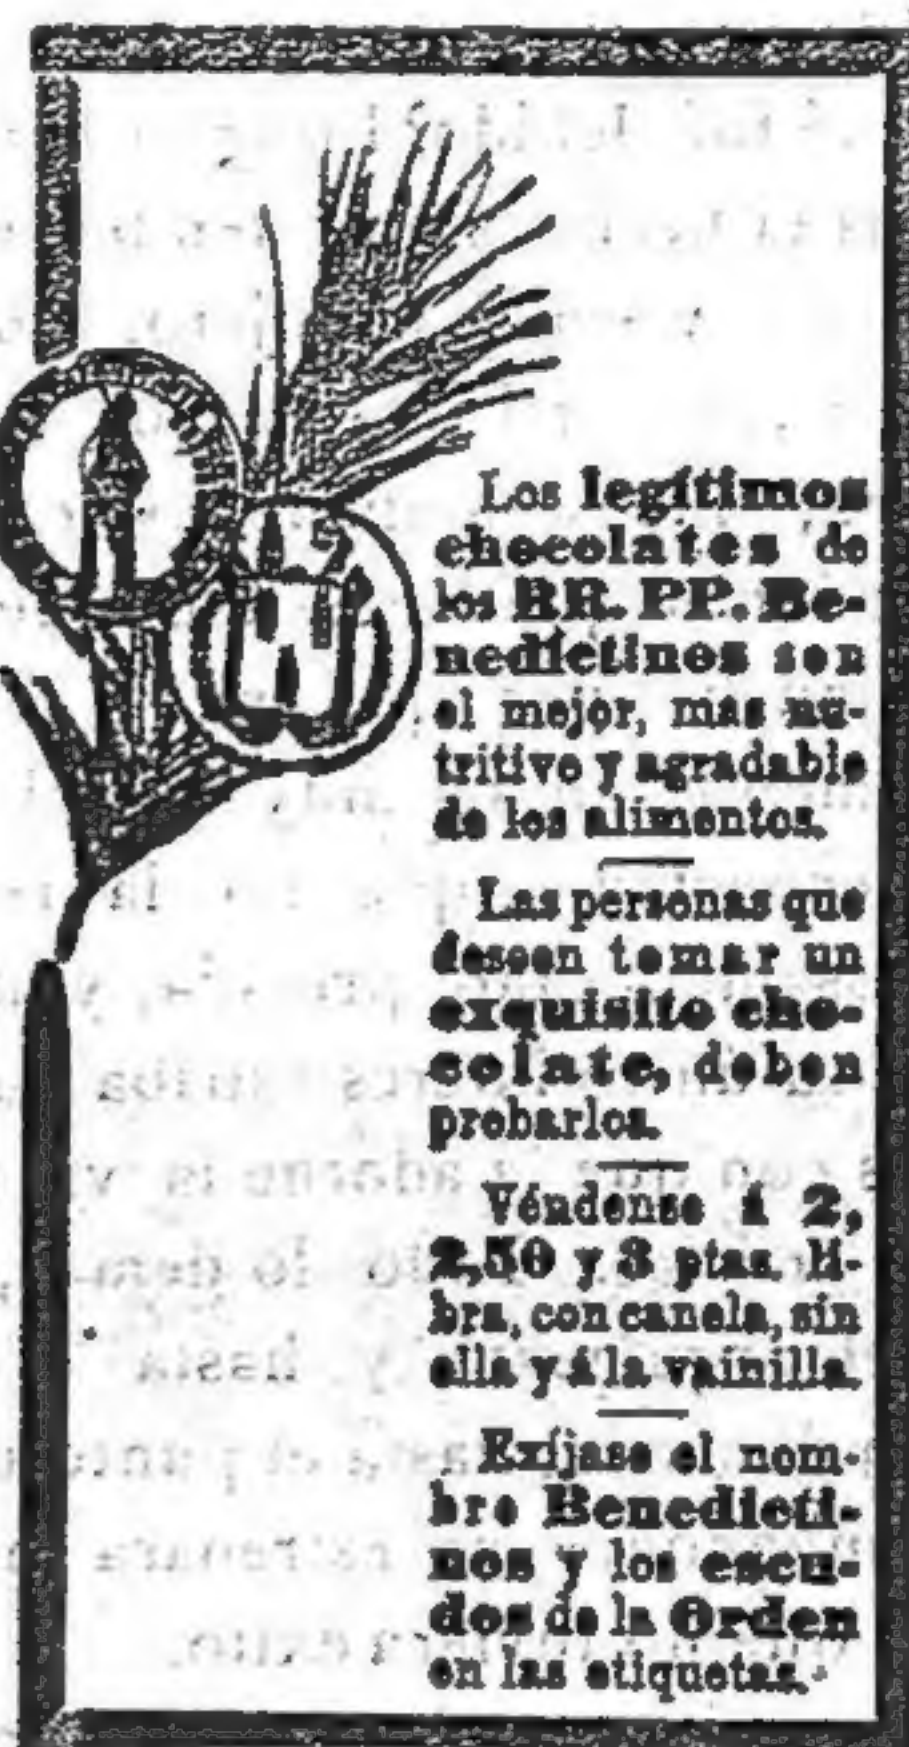 Los legítimos
chocolates de
los RR. PP. Be-
nedictinos son
el mejor, mas nu-
tritivo y agradable
de los alimentos.
Las personas que
deseen tomar un
exquisito cho-
colate, deben
probarlos.
Véndense á 2,
2,50 y 3 ptas. li-
bra, con canela, sin
ella y á la vainilla.
Exíjase el nom-
bre Benedicti-
nos y los escu-
dos de la Orden
en las etiquetas.